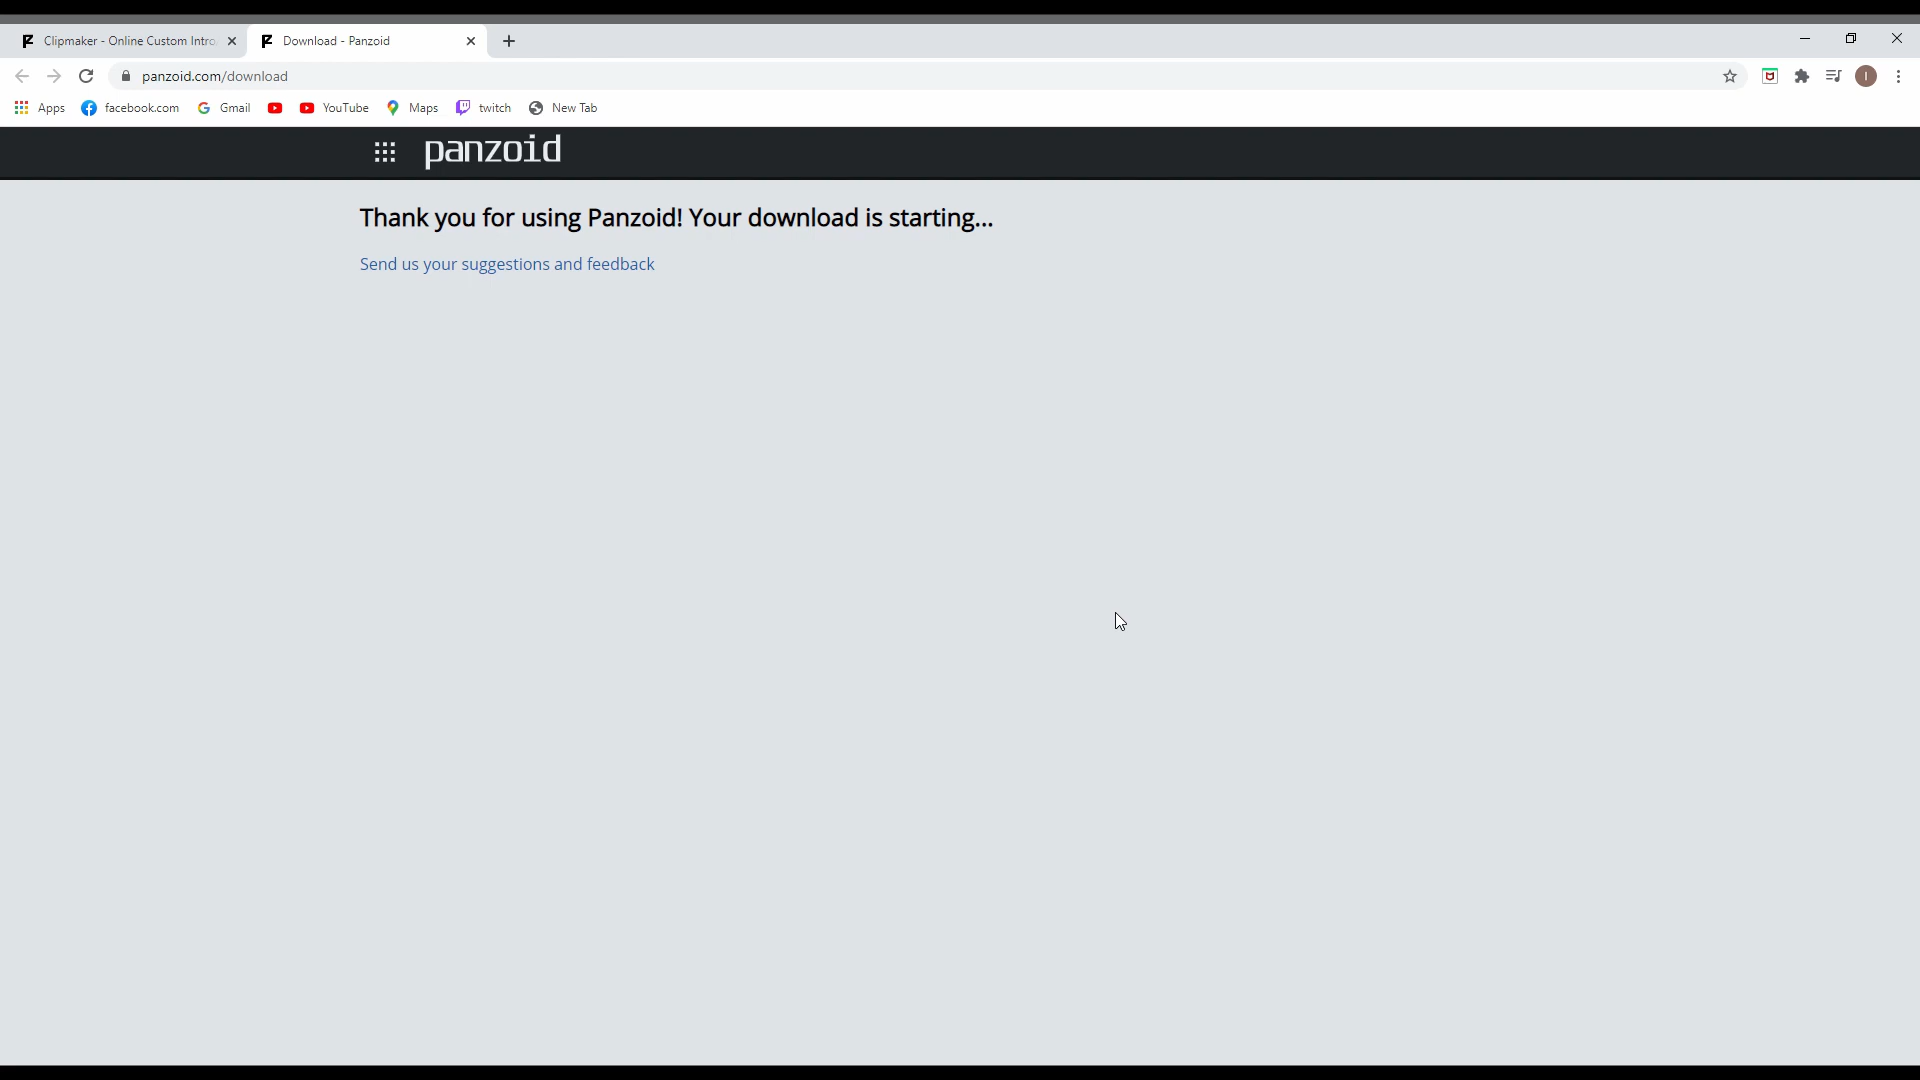 Clipmaker - Online Custom Intro
Download - Panzoid
panzoid.com/download
I
Apps
facebook.com
Gmail
YouTube
Maps
twitch
New Tab
panzoid
Thank you for using Panzoid! Your download is starting...
Send us your suggestions and feedback